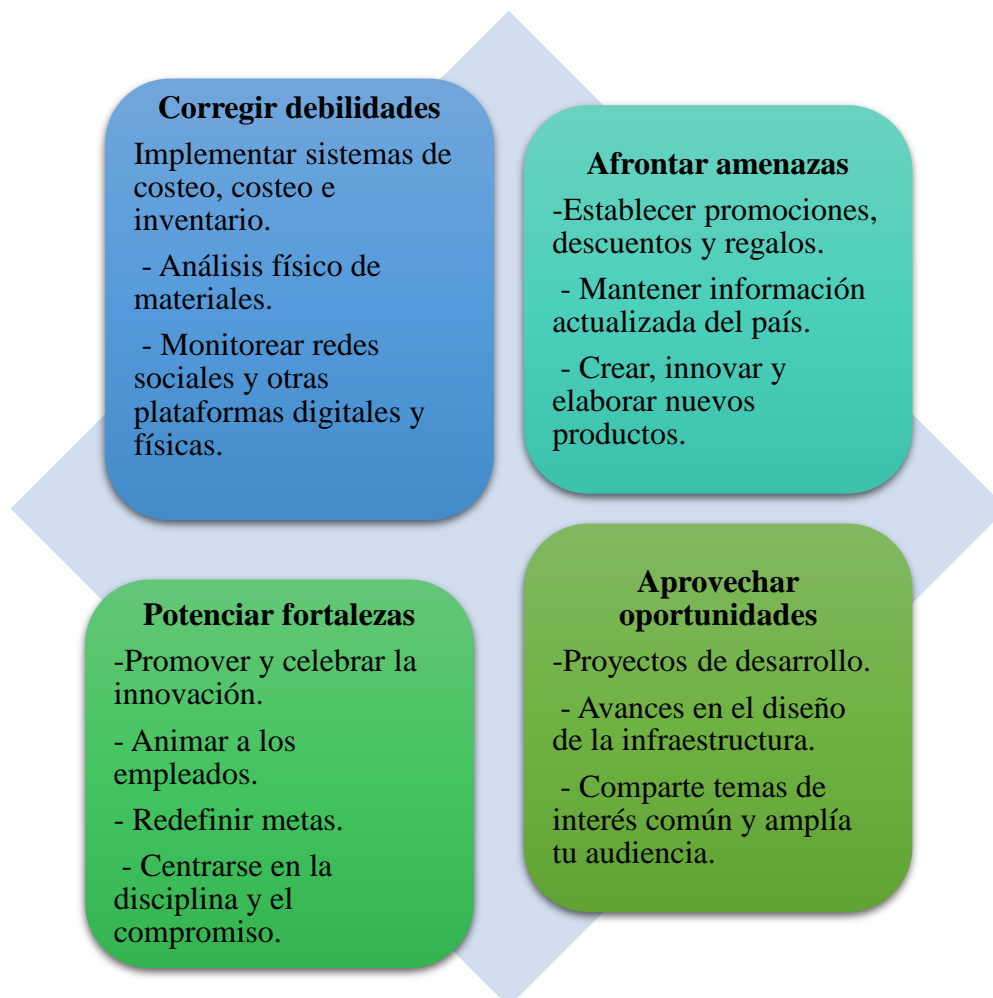 Corregir debilidades
Implementar sistemas de
costeo, costeo e
inventario.
- Análisis físico de
materiales.
- Monitorear redes
sociales y otras
plataformas digitales y
físicas.
Afrontar amenazas
-Establecer promociones,
descuentos y regalos.
- Mantener información
actualizada del país.
- Crear, innovar y
elaborar nuevos
productos.
Potenciar fortalezas
-Promover y celebrar la
innovación.
- Animar a los
empleados.
- Redefinir metas.
- Centrarse en la
disciplina y el
compromiso.
Aprovechar
oportunidades
-Proyectos de desarrollo.
- Avances en el diseño
de la infraestructura.
- Comparte temas de
interés común y amplía
tu audiencia.